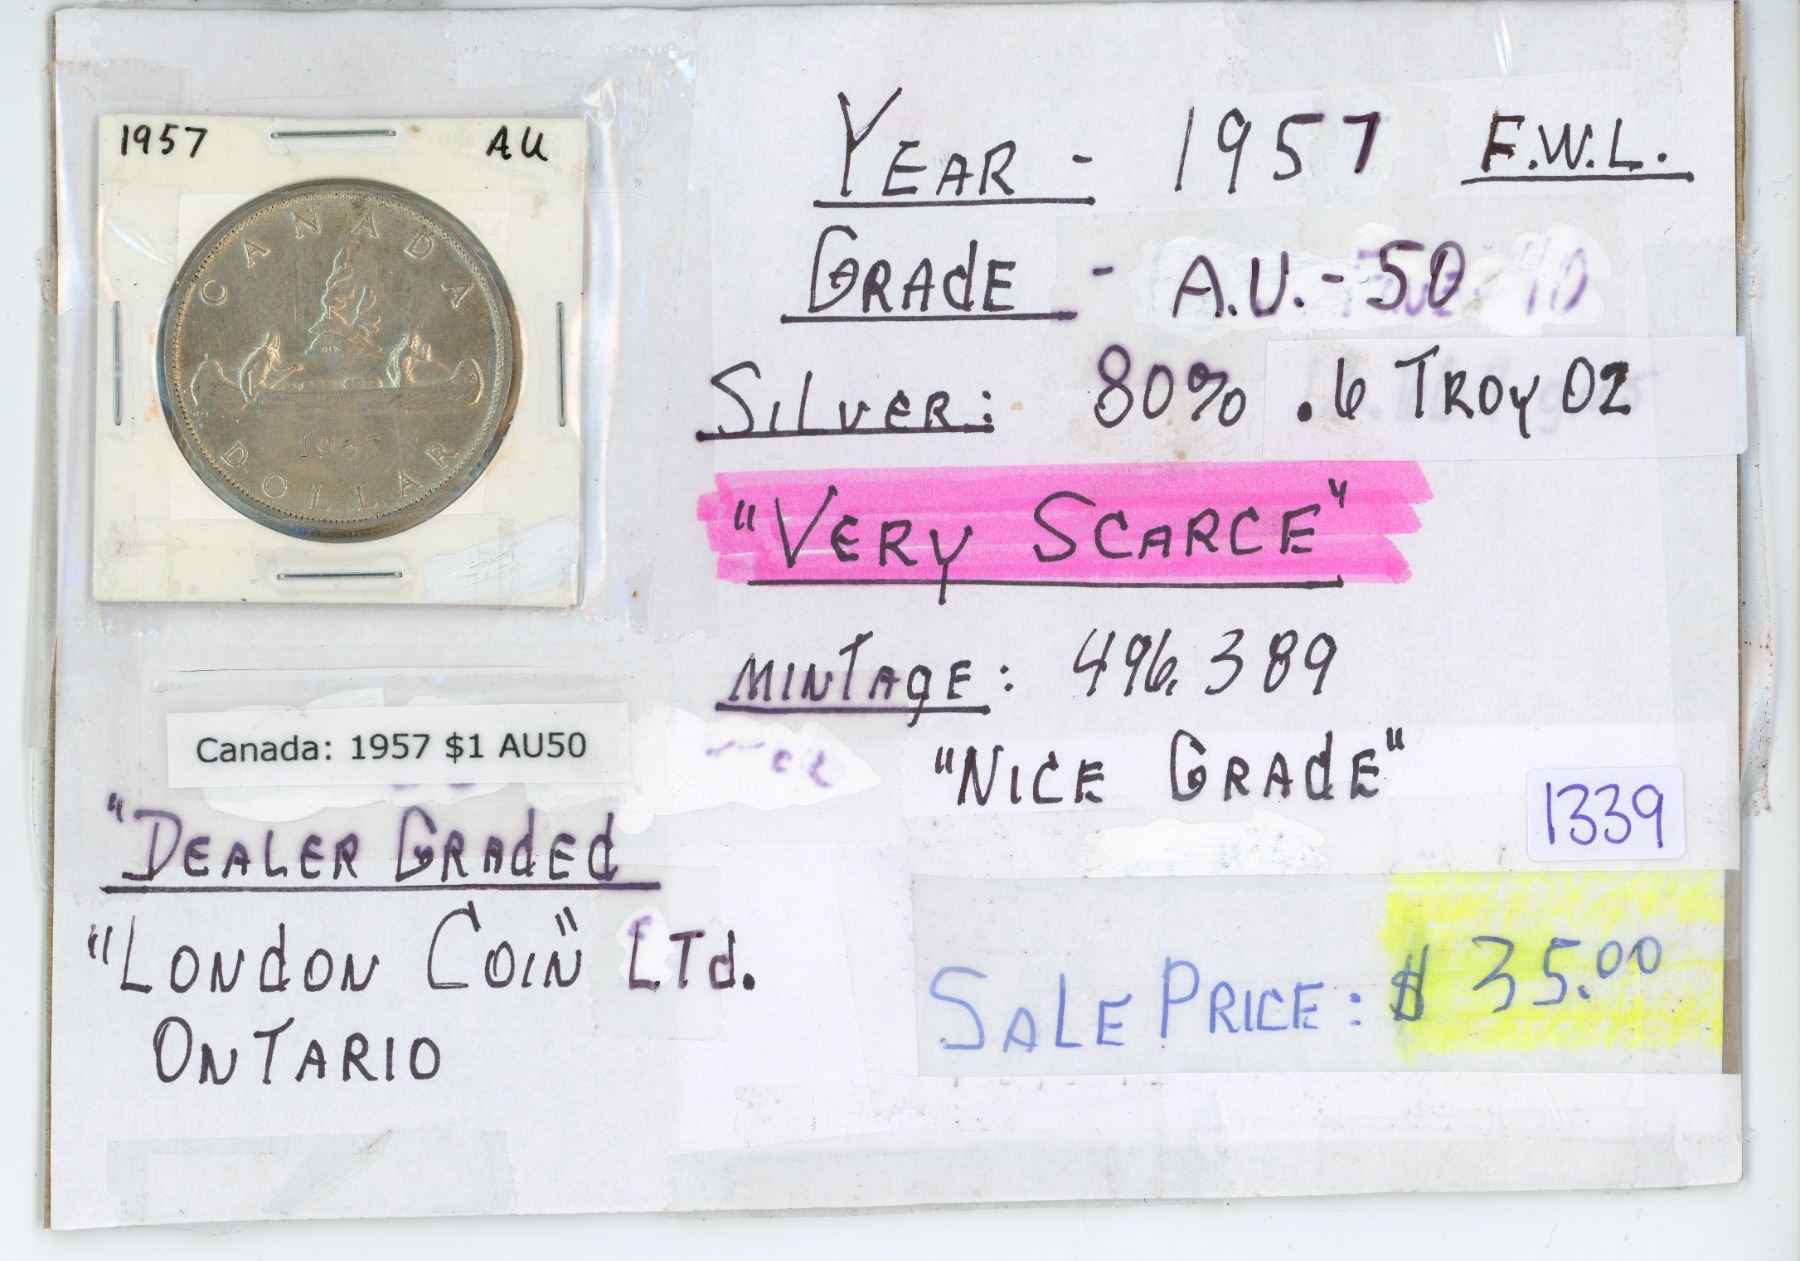 1957 AU
CANADA
1957
DOLLAR
Canada: 1957 $1 AU50
"DEALER GRAdEd
"LONdON COIN" LTd.
ONTARIO
YEAR - 1957 F.W.L.
GRAdE - A.U.-50 40
SILVER: 80% .6 TROY OZ
"VERY SCARCE"
MINTAGE: 496,389
"NICE GRAdE"
1339
SALE PRICE: $35.00